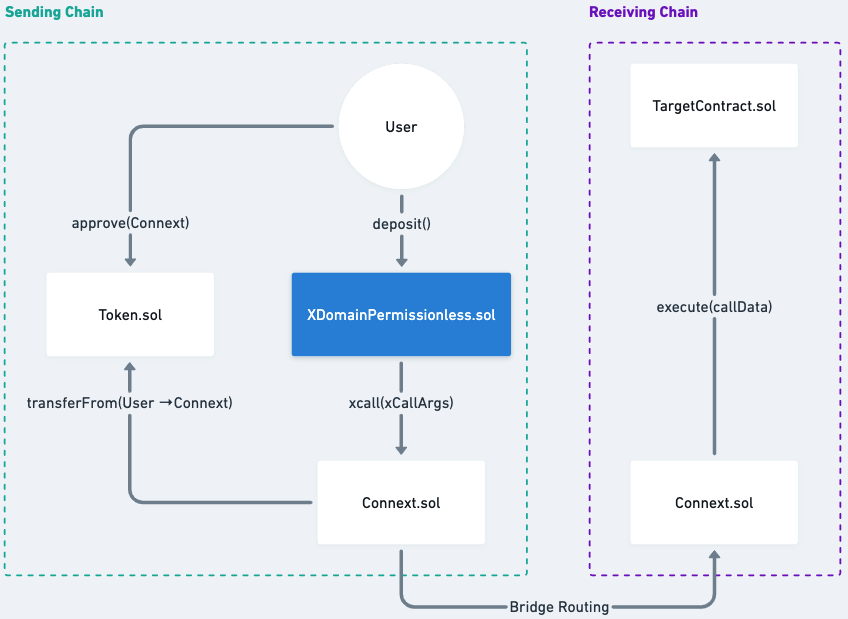 Sending Chain
Receiving Chain
User
TargetContract.sol
approve(Connext)
deposit()
Token.sol
XDomainPermissionless.sol
execute(callData)
transferFrom(User →Connext)
xcall(xCallArgs)
Connext.sol
Connext.sol
Bridge Routing